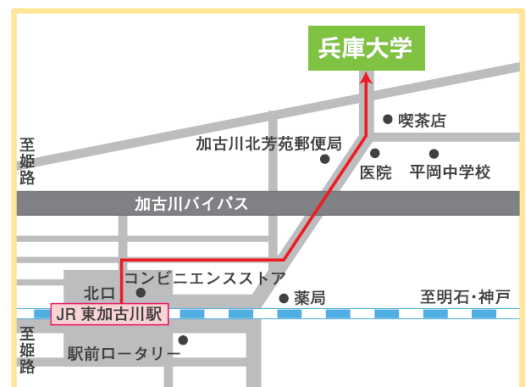 兵庫大学
喫茶店
加古川北芳苑郵便局
医院
平岡中学校
至姫路
加古川バイパス
コンビニエンスストア
北口
薬局
至明石・神戸
JR 東加古川駅
至姫路
駅前ロータリー